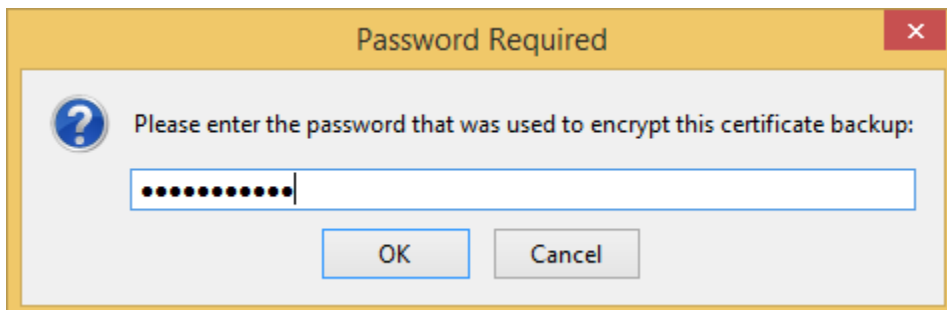 Password Required
Please enter the password that was used to encrypt this certificate backup:
•••••••••••
OK
Cancel